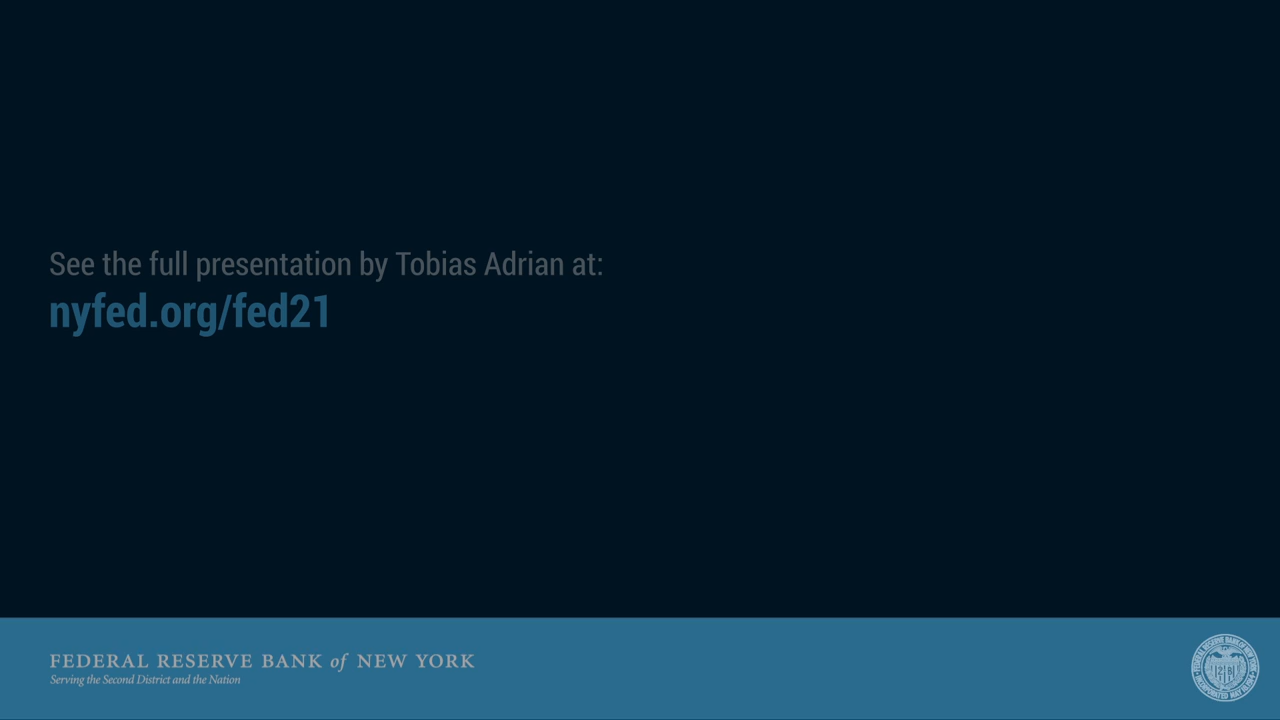 See the full presentation by Tobias Adrian at:
nyfed.org/fed21
FEDERAL RESERVE BANK of NEW YORK
Serving the Second District and the Nation